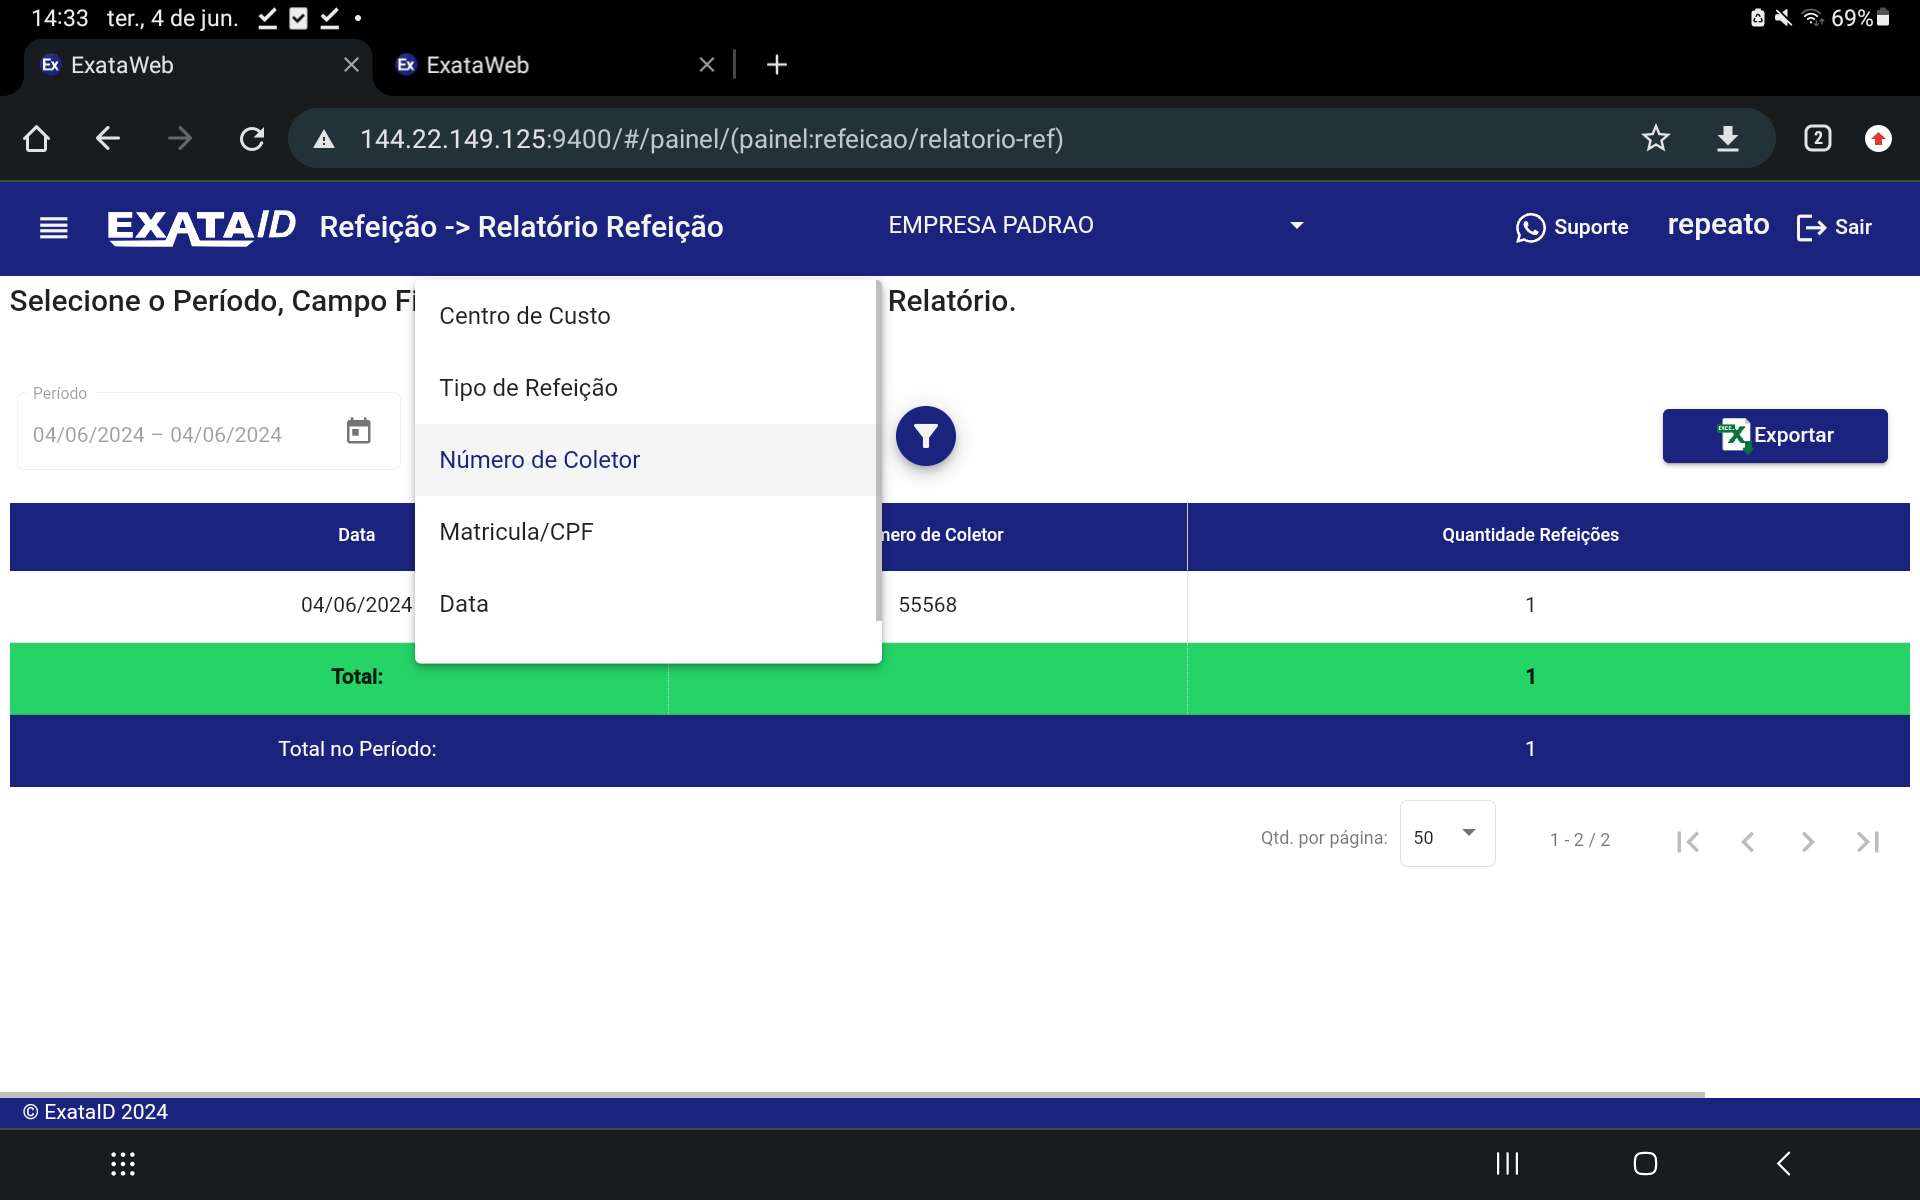 14:33 ter., 4 de jun.
69%
Ex ExataWeb
Ex ExataWeb
144.22.149.125:9400/#/painel/(painel:refeicao/relatorio-ref)
2
EXATAID Refeição -> Relatório Refeição
EMPRESA PADRAO
Suporte
repeato
Sair
Selecione o Período, Campo Fi
Relatório.
Período
04/06/2024 – 04/06/2024
Centro de Custo
Tipo de Refeição
Número de Coletor
Matricula/CPF
Data
Exportar
Data
mero de Coletor
Quantidade Refeições
04/06/2024
55568
1
Total:
1
Total no Período:
1
Qtd. por página:
50
1 - 2 / 2
© ExataID 2024